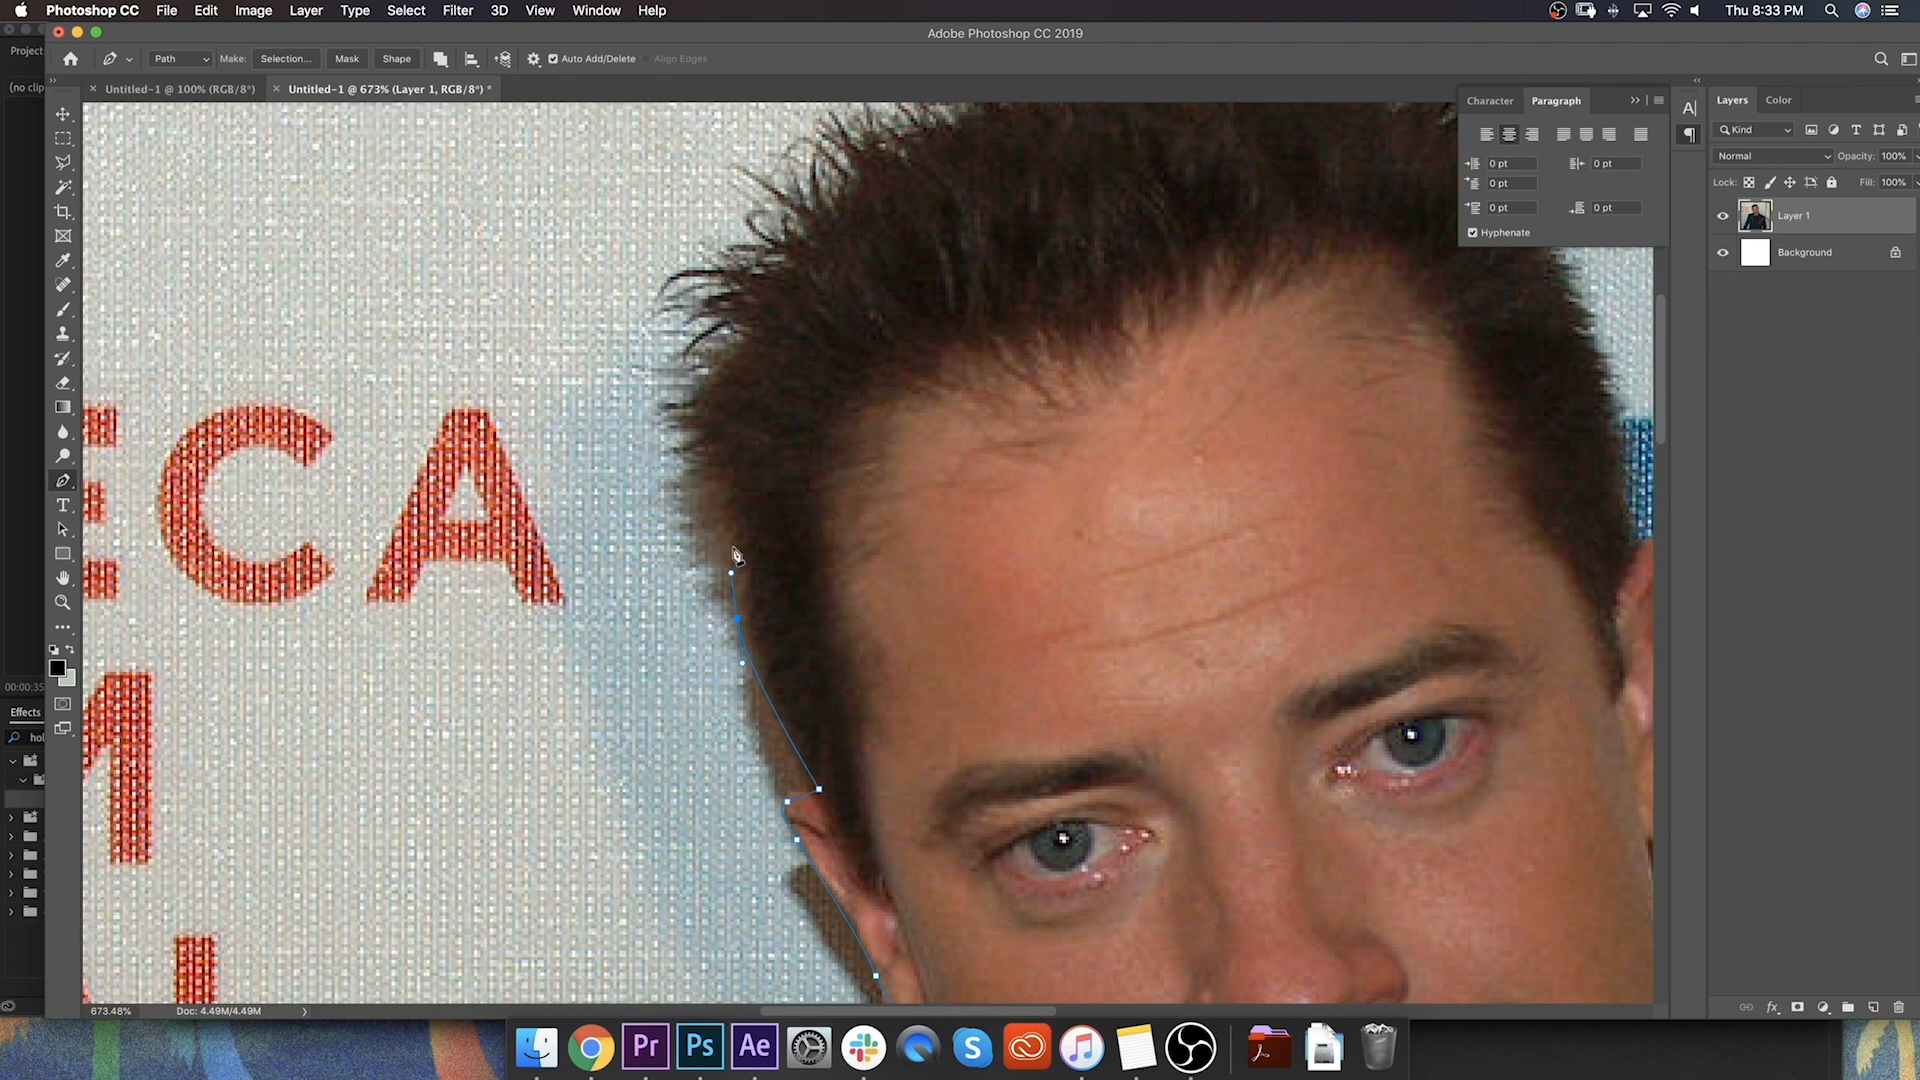 Photoshop CC File Edit Image Layer Type Select Filter 3D View Window Help Thu 8:33 PM
Adobe Photoshop CC 2019
Project
Path Make: Selection... Mask Shape Auto Add/Delete Align Edges
(no clip
Untitled-1 @ 100% (RGB/8*) Untitled-1 @ 673% (Layer 1, RGB/8*) *
Character Paragraph
Layers Color
Kind
0 pt 0 pt
Normal Opacity: 100%
0 pt
Lock: Fill: 100%
0 pt 0 pt
Layer 1
Hyphenate
Background
ECA
T
00:00:35
Effects
hol
673.48% Doc: 4.49M/4.49M
Pr Ps Ae S